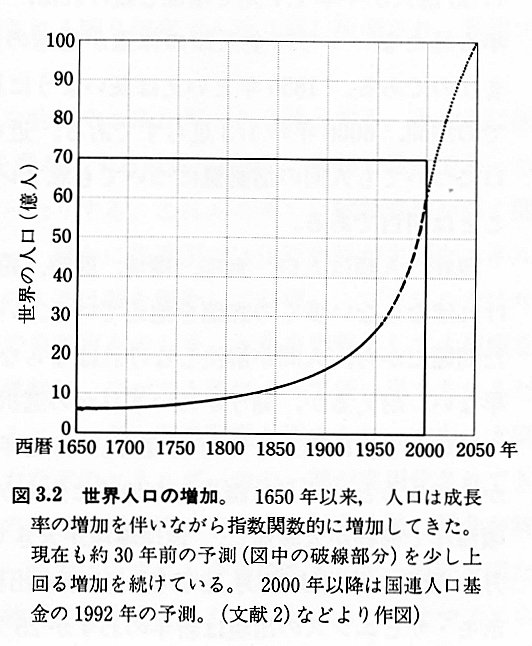 100
90
80
70
60
50
40
30
20
10
0
世界の人口(億人)
西暦 1650 1700 1750 1800 1850 1900 1950 2000 2050 年
図 3.2 世界人口の増加。 1650 年以来, 人口は成長
率の増加を伴いながら指数関数的に増加してきた。
現在も約 30 年前の予測(図中の破線部分)を少し上
回る増加を続けている。 2000 年以降は国連人口基
金の 1992 年の予測。(文献 2)などより作図)